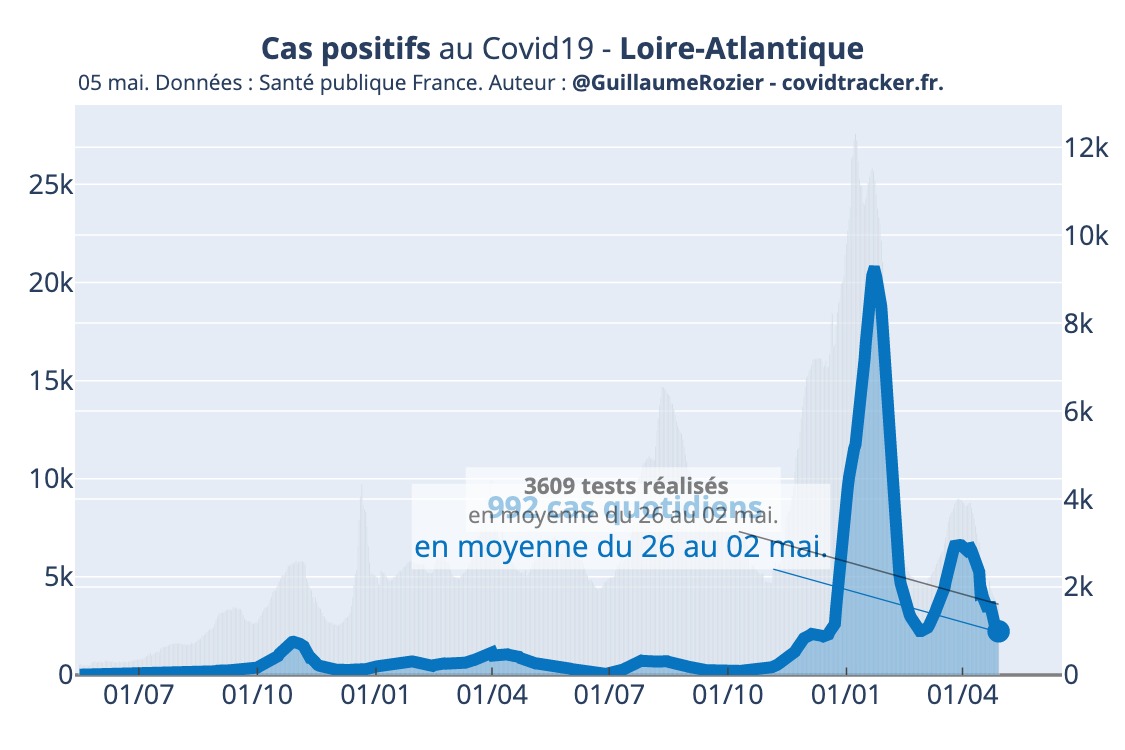 Cas positifs au Covid19 - Loire-Atlantique
05 mai. Données : Santé publique France. Auteur : @GuillaumeRozier - covidtracker.fr.
12k
25k
10k
20k
8k
15k
6k
10k
4k
3609 tests réalisés
992 cas quotidiens
en moyenne du 26 au 02 mai.
en moyenne du 26 au 02 mai.
5k
2k
0
0
01/07 01/10 01/01 01/04 01/07 01/10 01/01 01/04